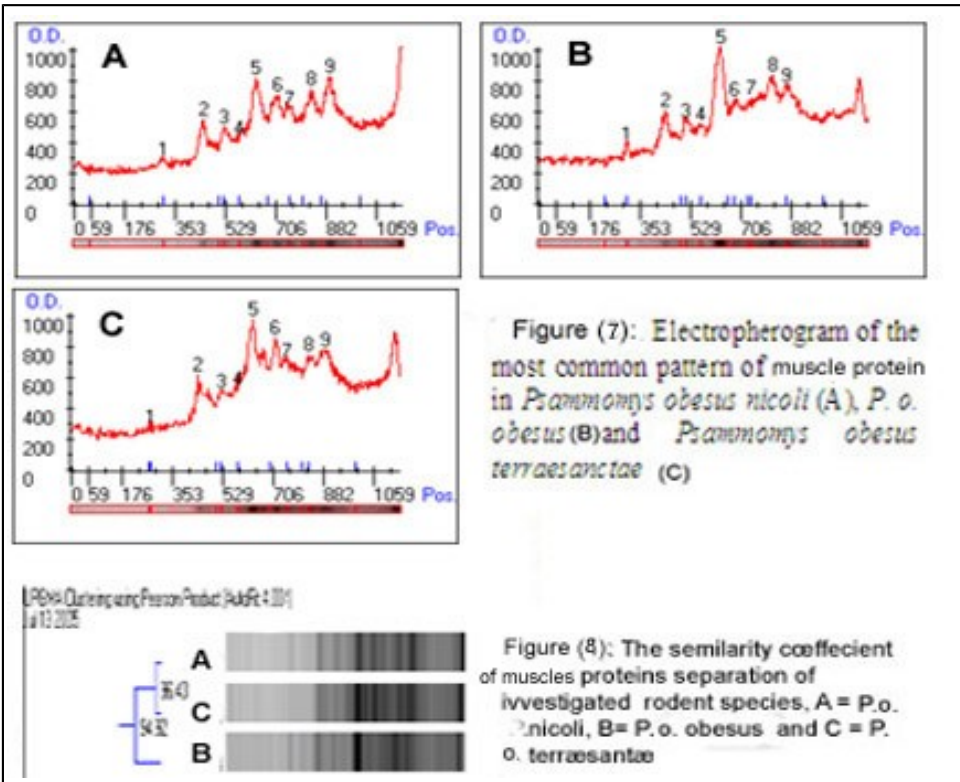 O.D.
A
1000
800
600
400
200
0
1 2 3 4 5 6 7 8 9
0 59 176 353 529 706 882 1059 Pos.
O.D.
B
1000
800
600
400
200
0
1 2 3 4 5 6 7 8 9
0 59 176 353 529 706 882 1059 Pos.
O.D.
C
1000
800
600
400
200
0
1 2 3 4 5 6 7 8 9
0 59 176 353 529 706 882 1059 Pos.
Figure (7): Electropherogram of the
most common pattern of muscle protein
in Psammomys obesus nicoli (A), P. o.
obesus (B) and Psammomys obesus
terraesanctae (C)
A
C
B
Figure (8): The semilarity cœffecient
of muscles proteins separation of
ivvestigated rodent species, A = P.o.
nicoli, B= P. o. obesus and C = P.
o. terræsantæ